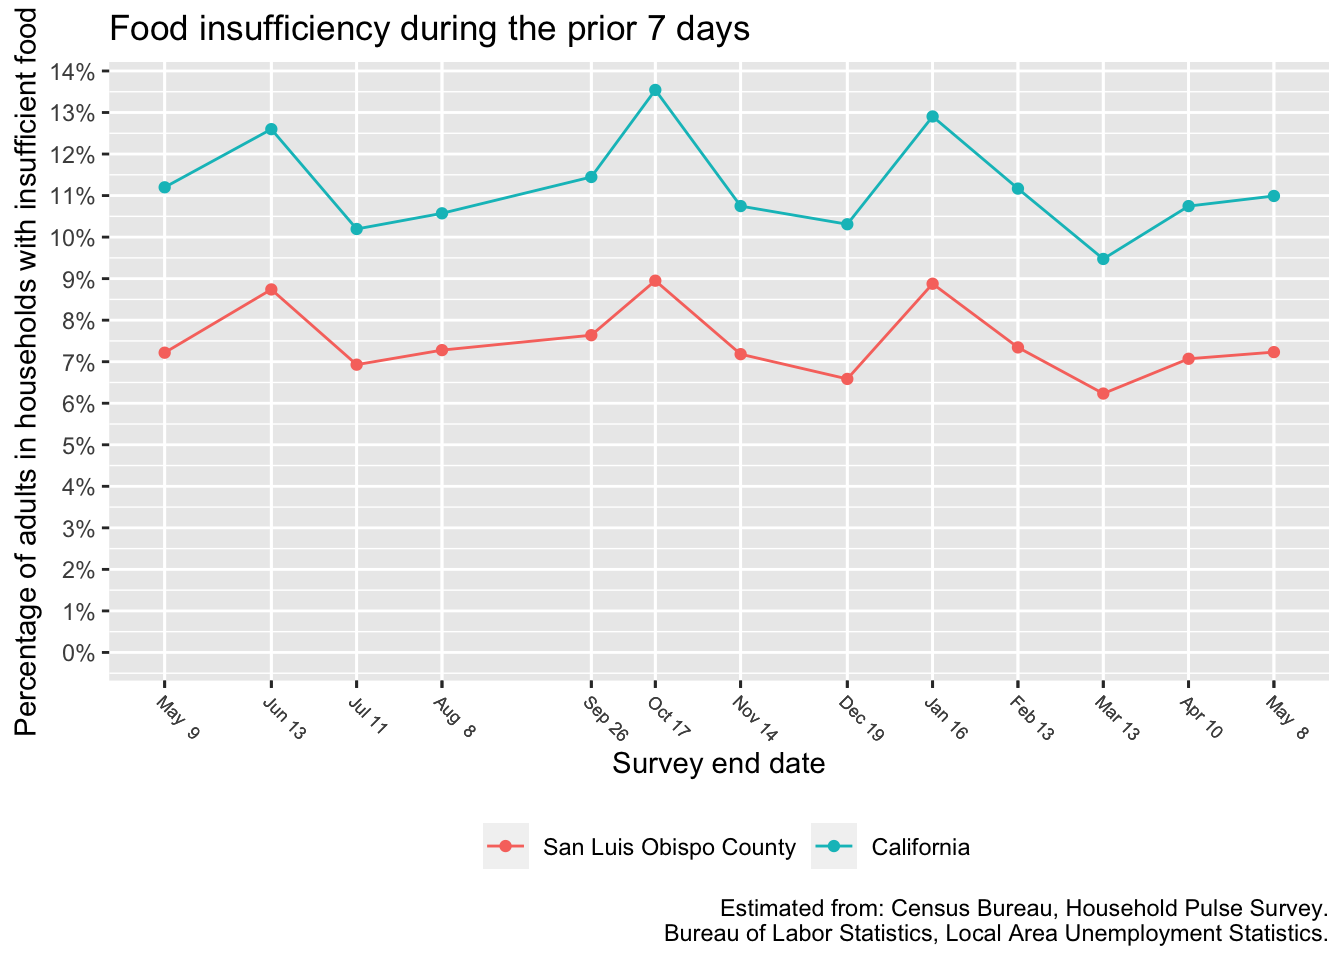 Food insufficiency during the prior 7 days
Percentage of adults in households with insufficient food
14%
13%
12%
11%
10%
9%
8%
7%
6%
5%
4%
3%
2%
1%
0%
May 9
Jun 13
Jul 11
Aug 8
Sep 26
Oct 17
Nov 14
Dec 19
Jan 16
Feb 13
Mar 13
Apr 10
May 8
Survey end date
San Luis Obispo County
California
Estimated from: Census Bureau, Household Pulse Survey.
Bureau of Labor Statistics, Local Area Unemployment Statistics.